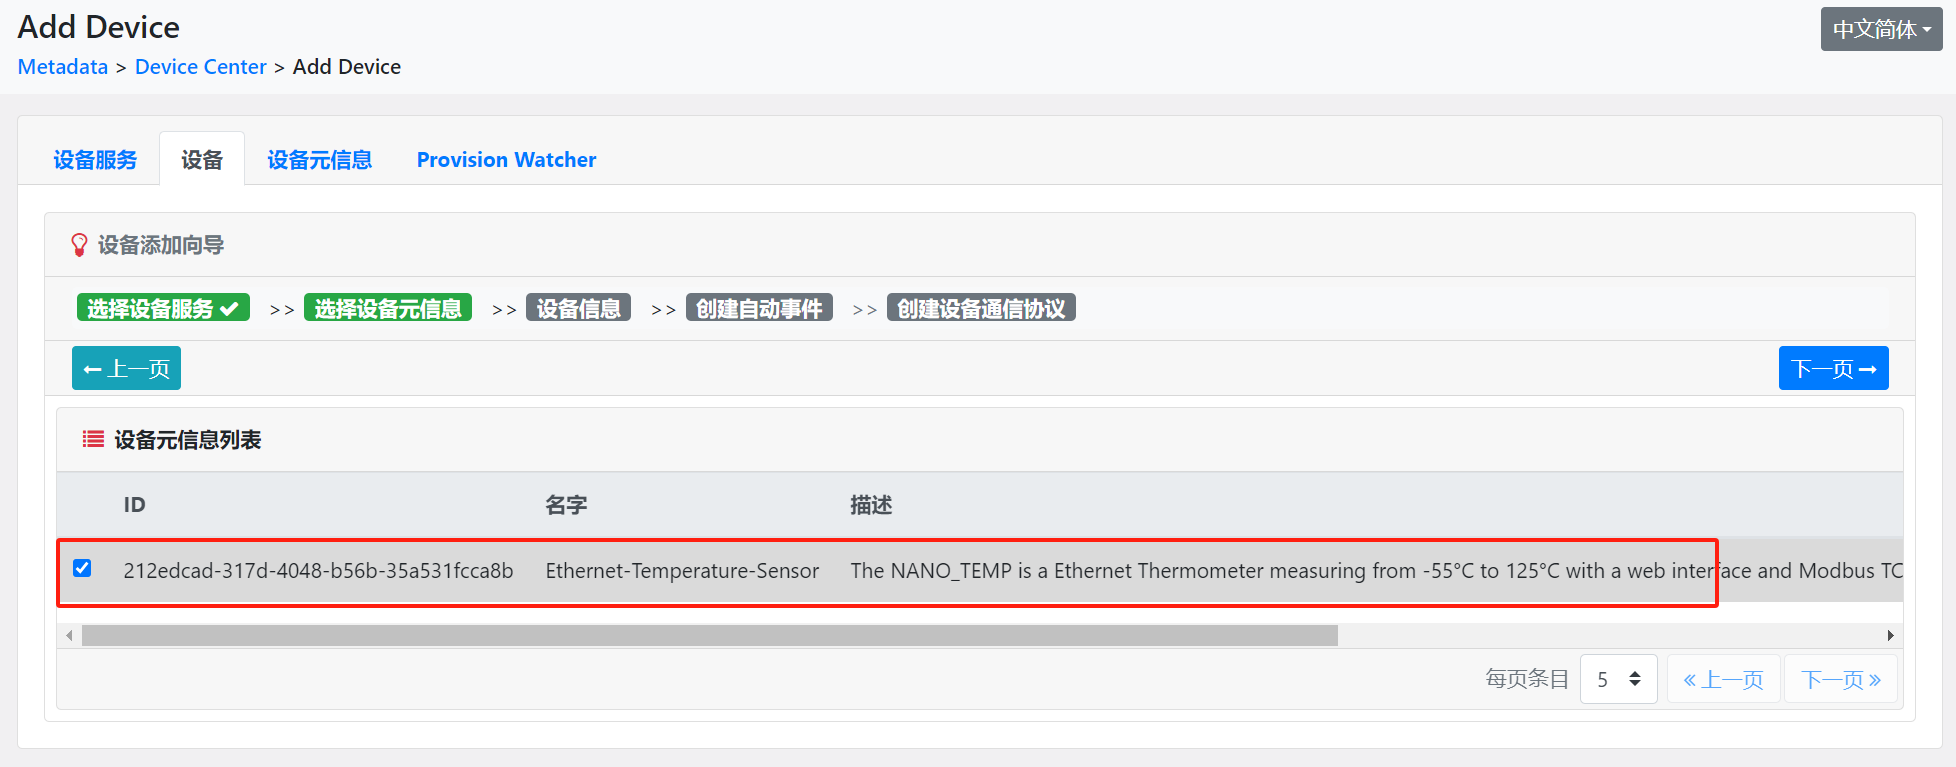 Add Device
中文简体
Metadata > Device Center > Add Device
设备服务 设备 设备元信息 Provision Watcher
设备添加向导
选择设备服务 >> 选择设备元信息 >> 设备信息 >> 创建自动事件 >> 创建设备通信协议
上一页 下一页
设备元信息列表
ID 名字 描述
212edcad-317d-4048-b56b-35a531fcca8b Ethernet-Temperature-Sensor The NANO_TEMP is a Ethernet Thermometer measuring from -55°C to 125°C with a web interface and Modbus TC
每页条目 5 « 上一页 下一页 »